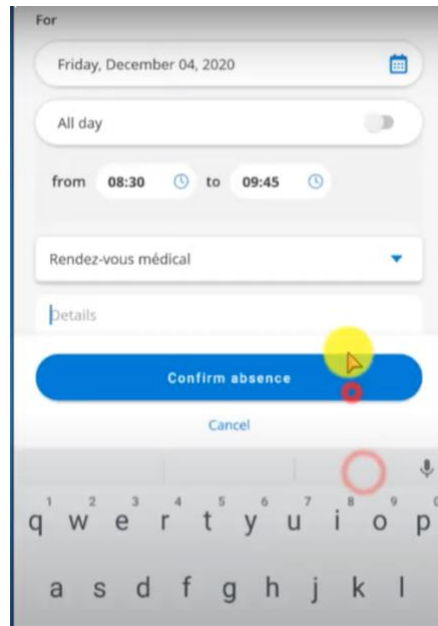 For
Friday, December 04, 2020
All day
from 08:30 to 09:45
Rendez-vous médical
Details
Confirm absence
Cancel
1 2 3 4 5 6 7 8 9 0
q w e r t y u i o p
a s d f g h j k l